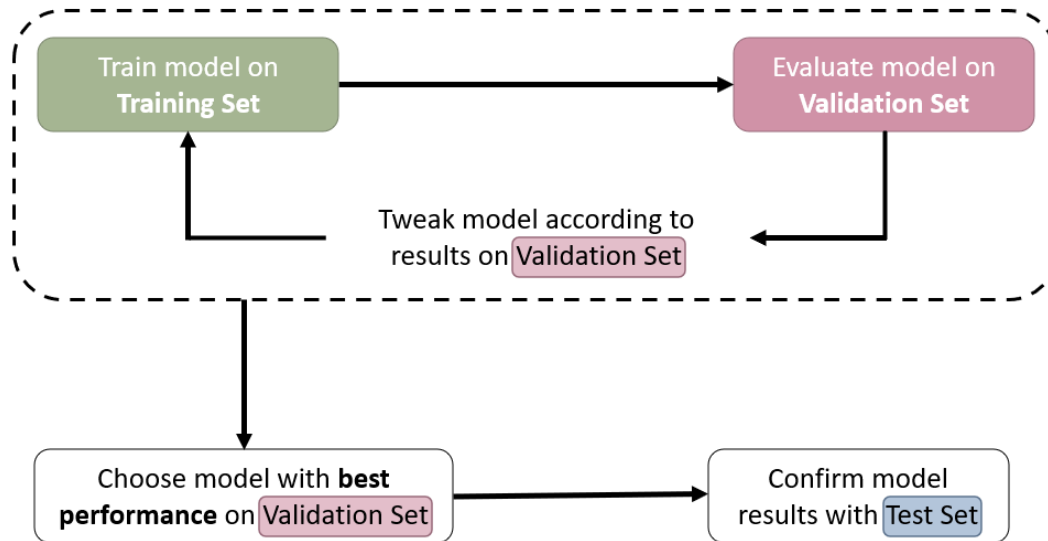 Train model on
Training Set
Evaluate model on
Validation Set
Tweak model according to
results on Validation Set
Choose model with best
performance on Validation Set
Confirm model
results with Test Set